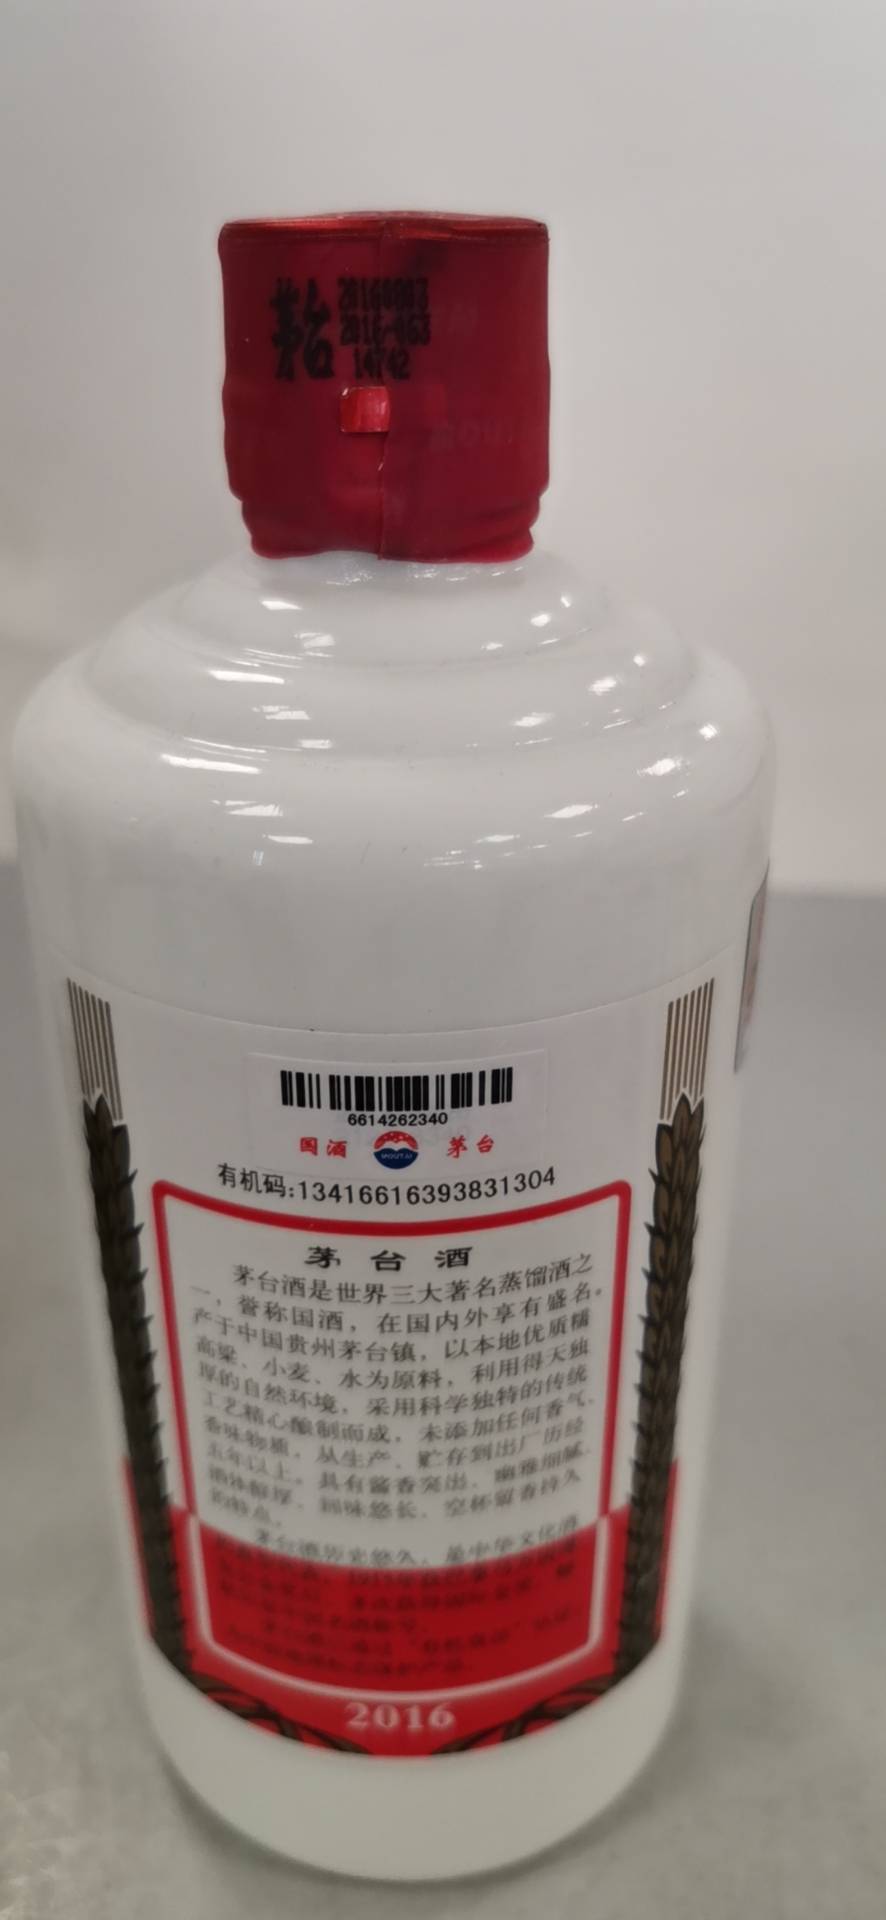 茅台
2016-063
14742
6614262340
国酒 MOUTAI 茅台
有机码:13416616393831304
茅台酒
茅台酒是世界三大著名蒸馏酒之
一，誉称国酒，在国内外享有盛名。
产于中国贵州茅台镇，以本地优质糯
高粱、小麦、水为原料，利用得天独
厚的自然环境，采用科学独特的传统
工艺精心酿制而成，未添加任何香气、
香味物质，从生产、贮存到出厂历经
五年以上。具有酱香突出、幽雅细腻、
酒体醇厚、回味悠长、空杯留香持久
的特点。
茅台酒历史悠久，是中华文化酒
2016